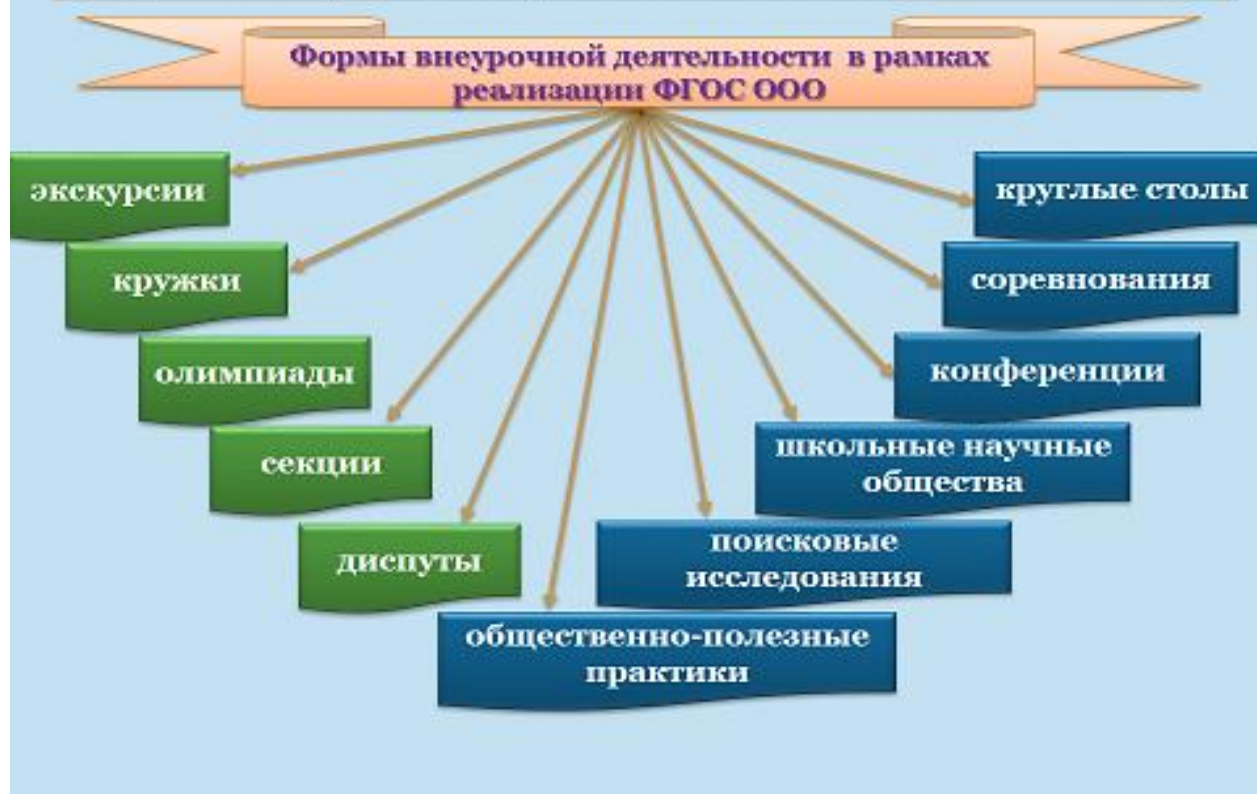 Формы внеурочной деятельности в рамках
реализации ФГОС ООО
экскурсии
кружки
олимпиады
секции
диспуты
общественно-полезные
практики
поисковые
исследования
школьные научные
общества
конференции
соревнования
круглые столы